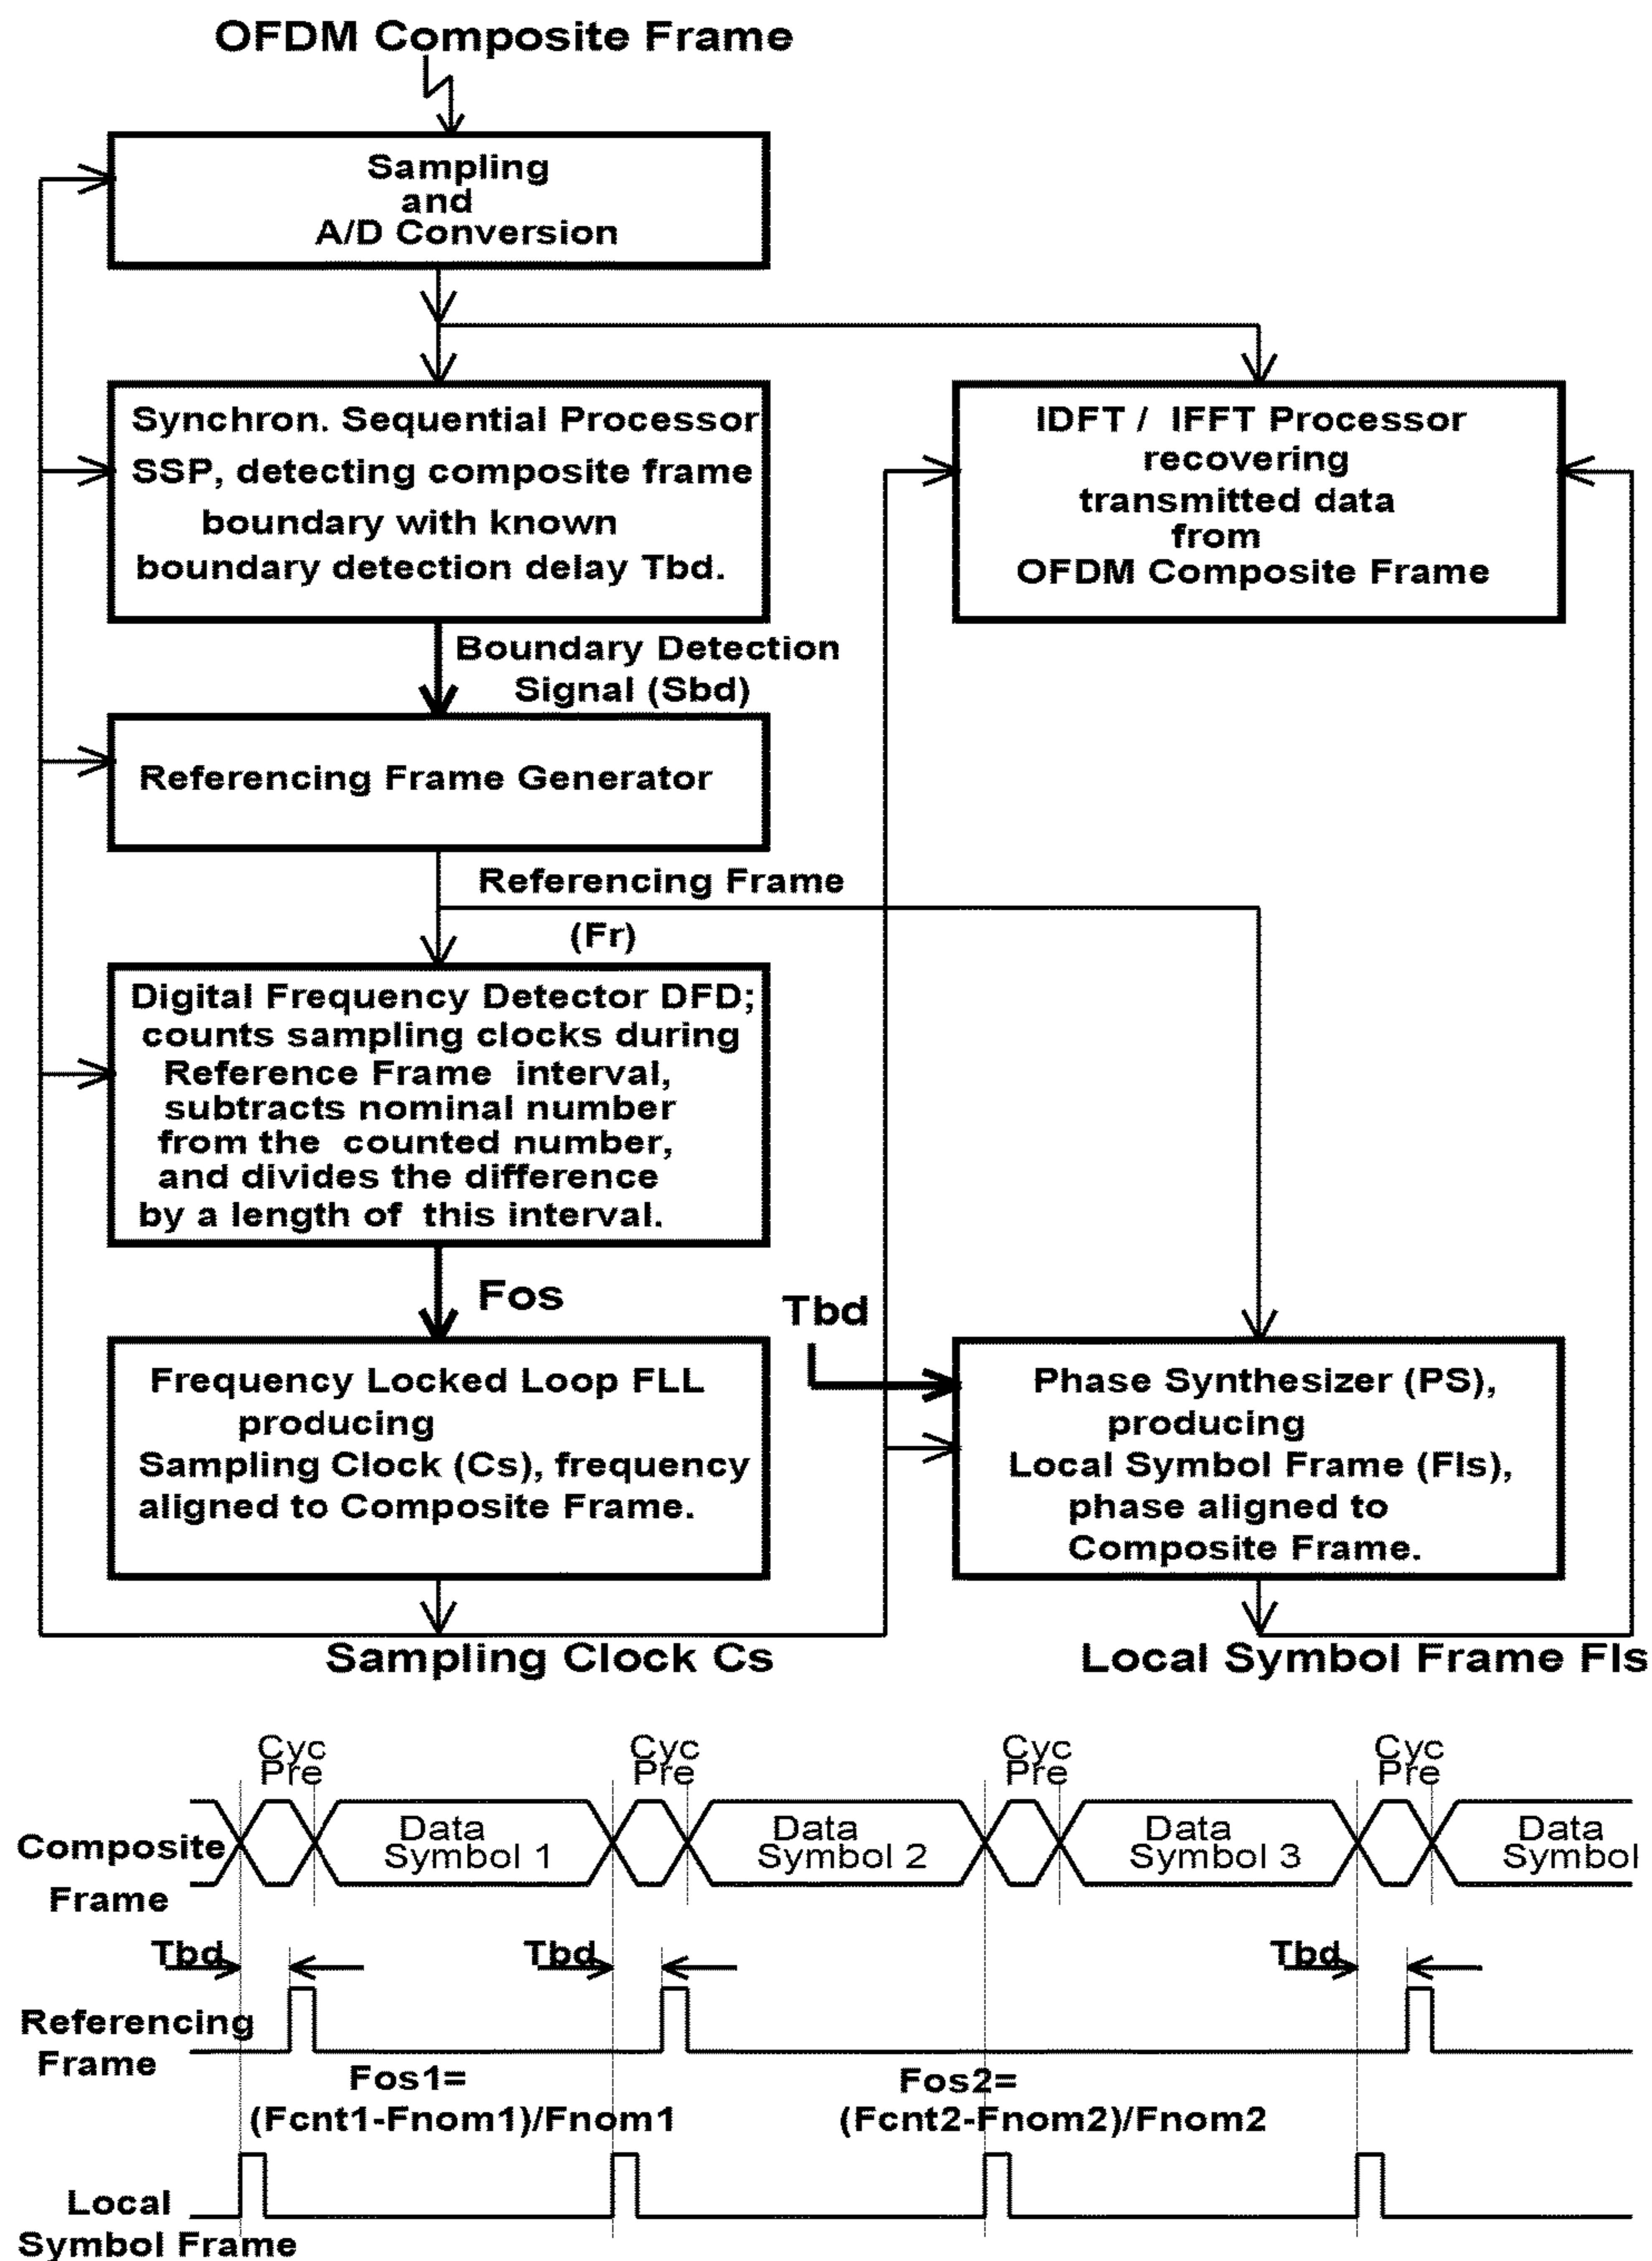 OFDM Composite Frame
Sampling
and
A/D Conversion
Synchron. Sequential Processor
SSP, detecting composite frame
boundary with known
boundary detection delay Tbd.
IDFT / IFFT Processor
recovering
transmitted data
from
OFDM Composite Frame
Boundary Detection
Signal (Sbd)
Referencing Frame Generator
Referencing Frame
(Fr)
Digital Frequency Detector DFD;
counts sampling clocks during
Reference Frame interval,
subtracts nominal number
from the counted number,
and divides the difference
by a length of this interval.
Fos
Tbd
Frequency Locked Loop FLL
producing
Sampling Clock (Cs), frequency
aligned to Composite Frame.
Phase Synthesizer (PS),
producing
Local Symbol Frame (Fls),
phase aligned to
Composite Frame.
Sampling Clock Cs
Local Symbol Frame Fls
Cyc
Pre
Cyc
Pre
Cyc
Pre
Cyc
Pre
Composite
Frame
Data
Symbol 1
Data
Symbol 2
Data
Symbol 3
Data
Symbol
Tbd
Tbd
Tbd
Referencing
Frame
Fos1=
(Fcnt1-Fnom1)/Fnom1
Fos2=
(Fcnt2-Fnom2)/Fnom2
Local
Symbol Frame